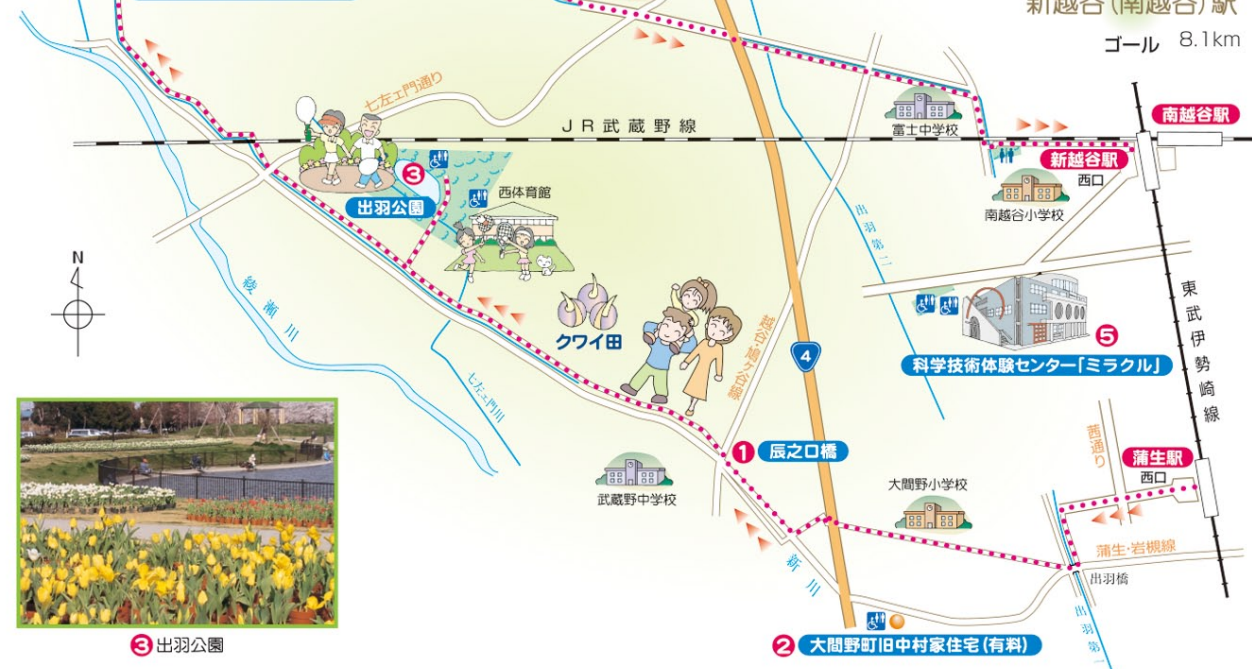 新越谷(南越谷)駅
ゴール 8.1km
七左ェ門通り
JR武蔵野線
富士中学校
南越谷駅
新越谷駅
西口
南越谷小学校
3
出羽公園
西体育館
出羽第二
N
綾瀬川
クワイ田
越谷・鳩ヶ谷線
4
東武伊勢崎線
5
科学技術体験センター「ミラクル」
七左ェ門川
1 辰之口橋
茜通り
蒲生駅
西口
武蔵野中学校
大間野小学校
蒲生・岩槻線
新川
出羽橋
出羽第一
2 大間野町旧中村家住宅(有料)
3 出羽公園